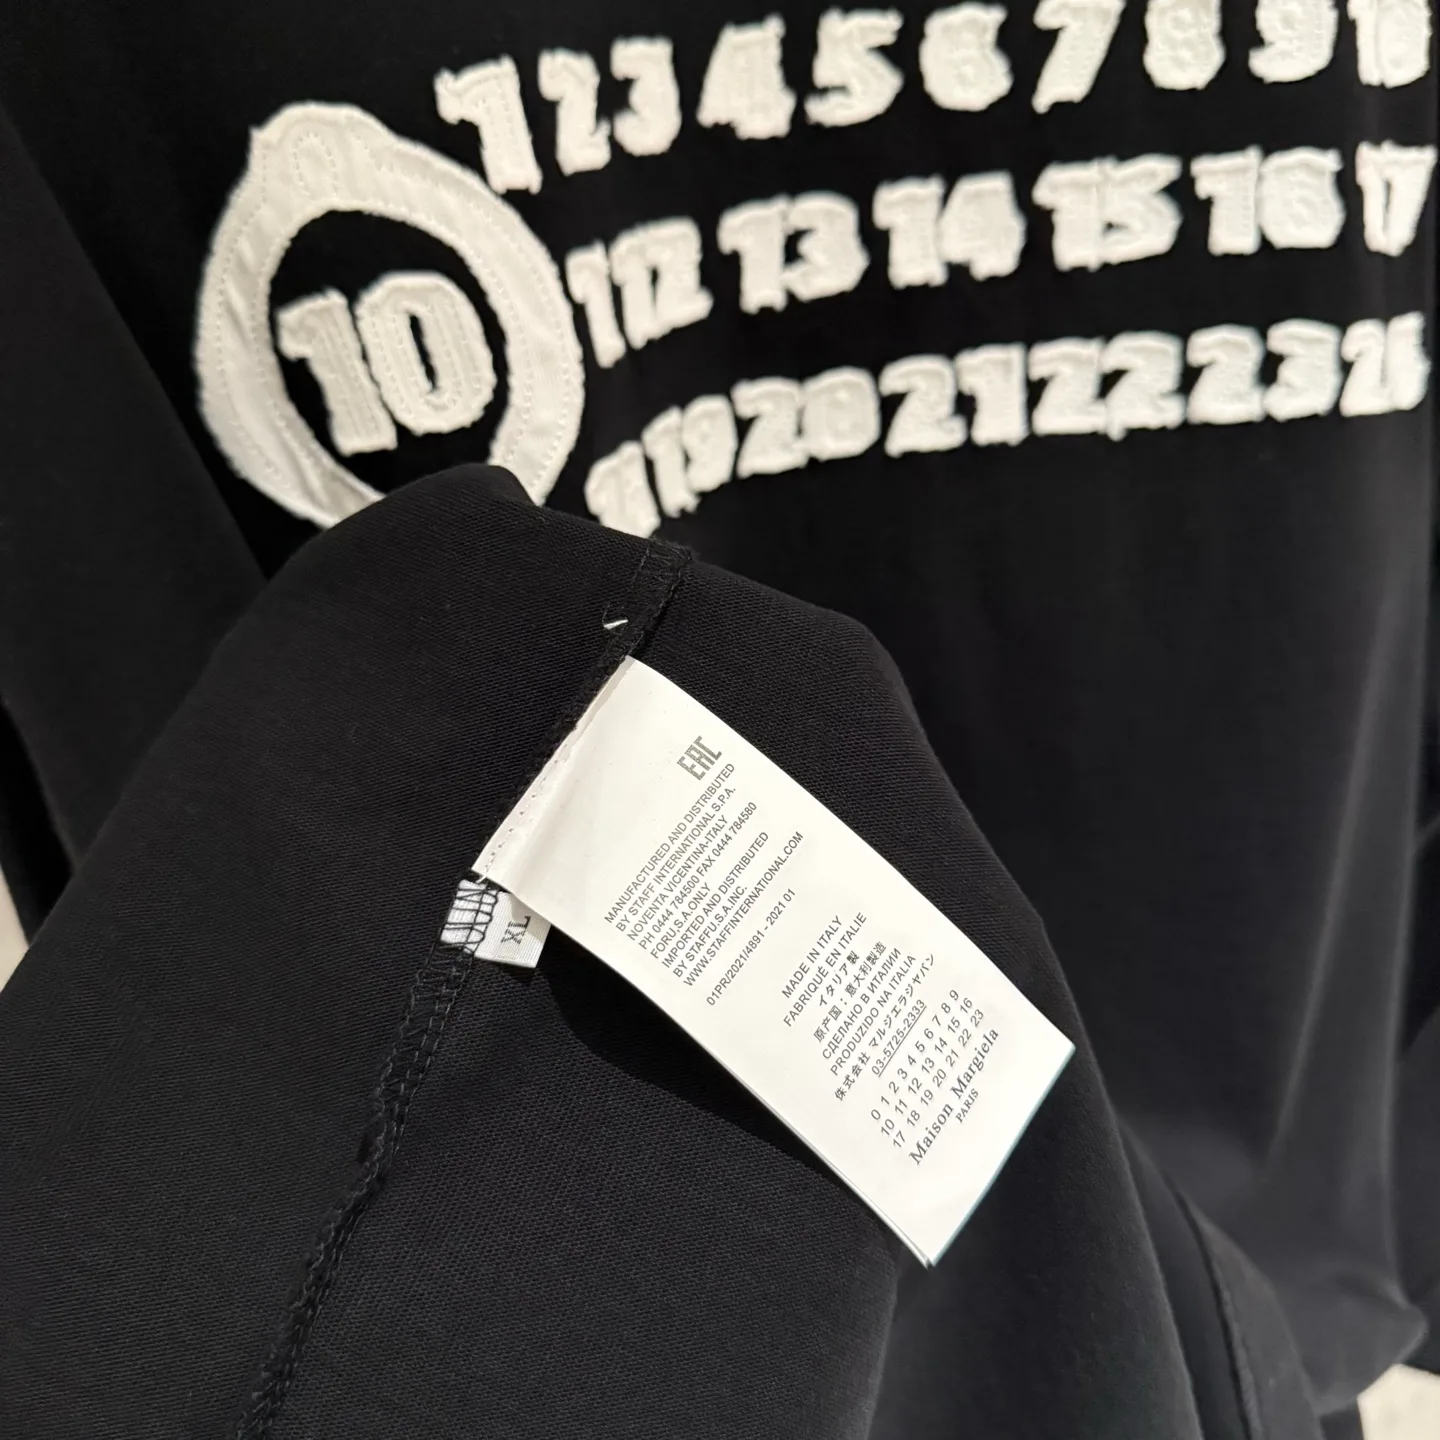 1 2 3 4 5 6 7 8 9
10
12 13 14 15 16 17
19 20 21 22 23
EAC
MANUFACTURED AND DISTRIBUTED
BY STAFF INTERNATIONAL S.P.A.
NOVENTA VICENTINA-ITALY
PH 0444 784500 FAX 0444 784580
FORU.S.A.ONLY
IMPORTED AND DISTRIBUTED
BY STAFFU.S.A.INC.
WWW.STAFFINTERNATIONAL.COM
01PR/2021/4891 - 2021 01
MADE IN ITALY
FABRIQUÉ EN ITALIE
イタリア製
原产国：意大利製造
СДЕЛАНО В ИТАЛИИ
PRODUZIDO NA ITALIA
株式会社 マルジェラジャパン
03-5725-2333
0 1 2 3 4 5 6 7 8 9
10 11 12 13 14 15 16
17 18 19 20 21 22 23
Maison Margiela
PARIS
XL